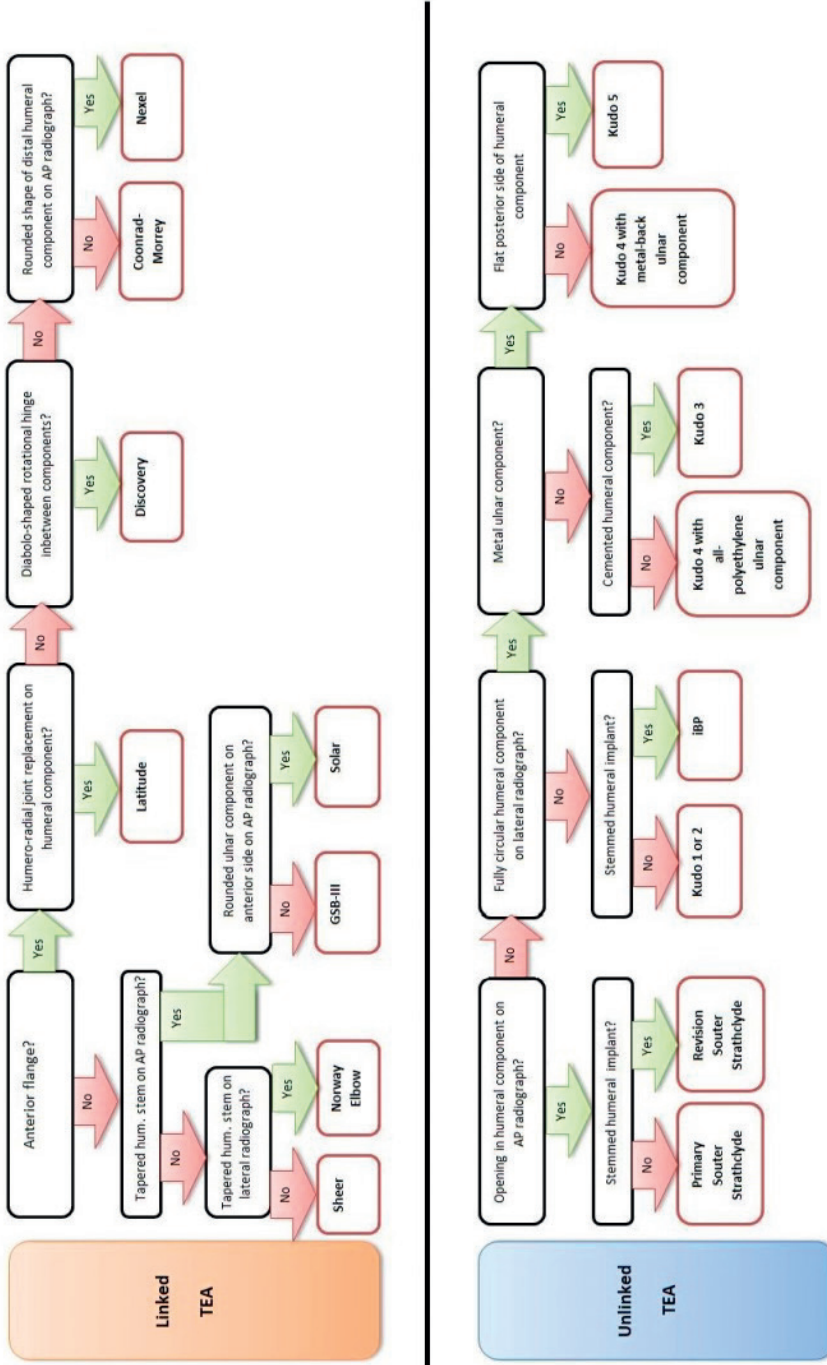 Linked
TEA
Anterior flange?
Yes
No
Humero-radial joint replacement on
humeral component?
Yes
No
Latitude
Diabolo-shaped rotational hinge
inbetween components?
Yes
No
Discovery
Rounded shape of distal humeral
component on AP radiograph?
No
Yes
Coonrad-
Morrey
Nexel
Tapered hum. stem on AP radiograph?
No
Yes
Tapered hum. stem on
lateral radiograph?
No
Yes
Sheer
Norway
Elbow
Rounded ulnar component on
anterior side on AP radiograph?
No
Yes
GSB-III
Solar
Unlinked
TEA
Opening in humeral component on
AP radiograph?
Yes
No
Stemmed humeral implant?
No
Yes
Primary
Souter
Strathclyde
Revision
Souter
Strathclyde
Fully circular humeral component
on lateral radiograph?
No
Yes
Stemmed humeral implant?
No
Yes
Kudo 1 or 2
iBP
Metal ulnar component?
No
Yes
Cemented humeral component?
No
Yes
Kudo 4 with
all-
polyethylene
ulnar
component
Kudo 3
Flat posterior side of humeral
component
No
Yes
Kudo 4 with
metal-back
ulnar
component
Kudo 5